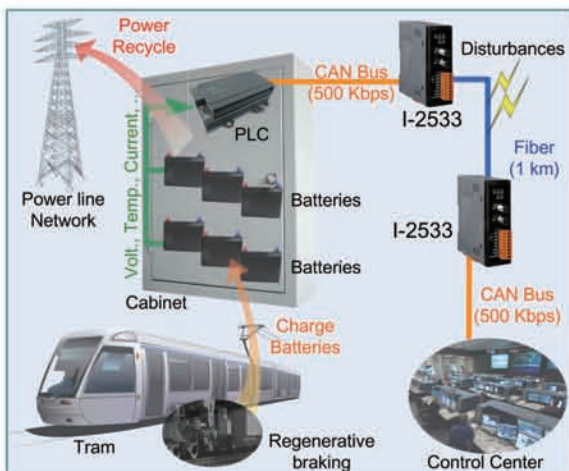 Power
Recycle
Power line
Network
Volt., Temp., Current, ...
PLC
Batteries
Batteries
Cabinet
CAN Bus
(500 Kbps)
I-2533
Disturbances
Fiber
(1 km)
I-2533
CAN Bus
(500 Kbps)
Charge
Batteries
Tram
Regenerative
braking
Control Center